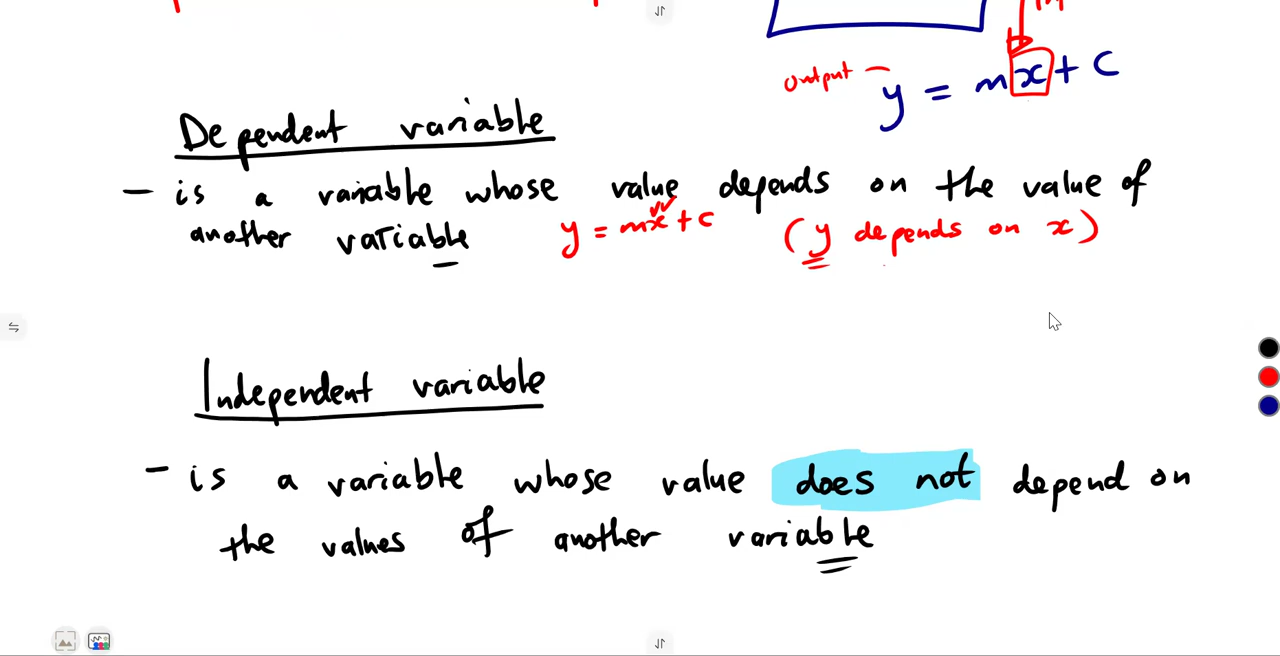 output — y = mx + c
Dependent variable
— is a variable whose value depends on the value of
another variable y = mx + c (y depends on x)
Independent variable
— is a variable whose value does not depend on
the values of another variable